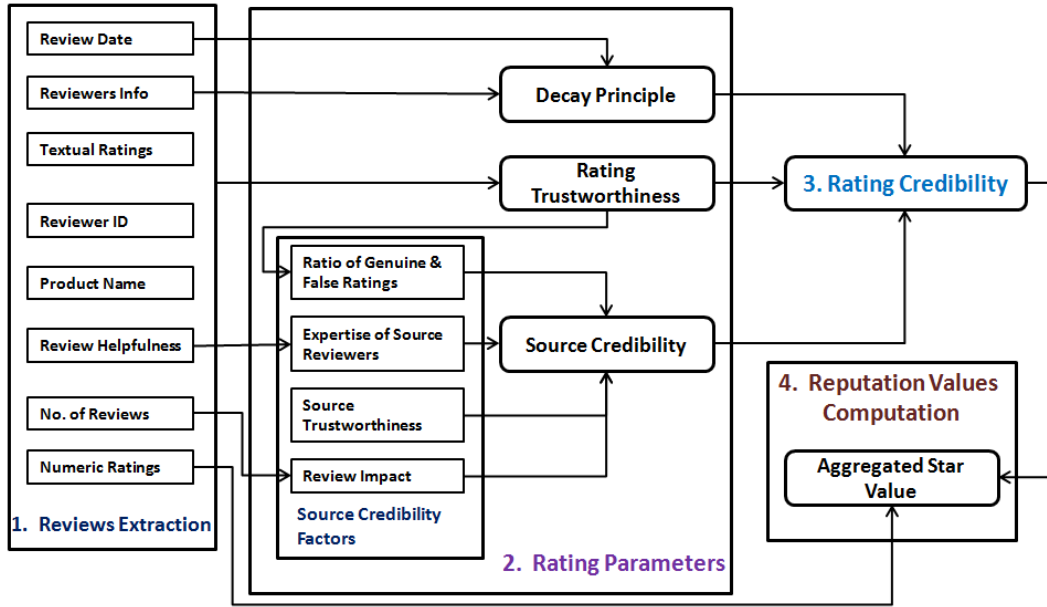 Review Date
Reviewers Info
Textual Ratings
Reviewer ID
Product Name
Review Helpfulness
No. of Reviews
Numeric Ratings
1. Reviews Extraction
Decay Principle
Rating
Trustworthiness
Ratio of Genuine &
False Ratings
Expertise of Source
Reviewers
Source
Trustworthiness
Review Impact
Source Credibility
Factors
Source Credibility
2. Rating Parameters
3. Rating Credibility
4. Reputation Values
Computation
Aggregated Star
Value